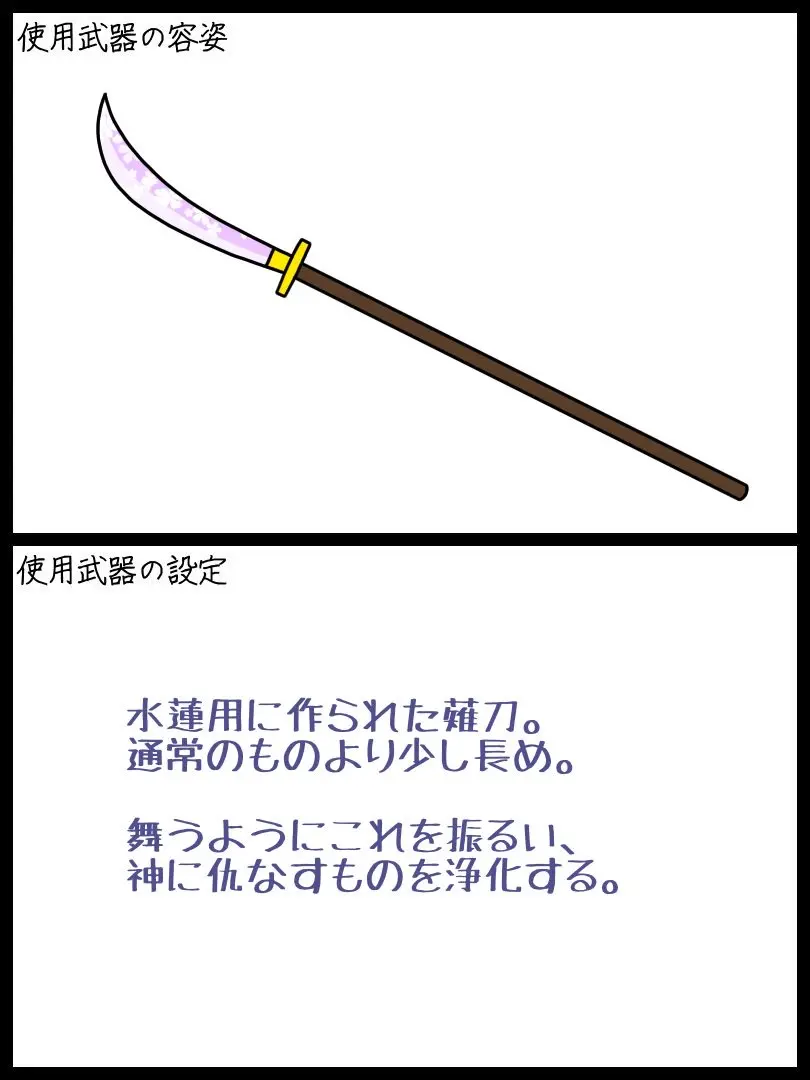 使用武器の容姿
使用武器の設定
水蓮用に作られた薙刀。
通常のものより少し長め。
舞うようにこれを振るい、
神に仇なすものを浄化する。